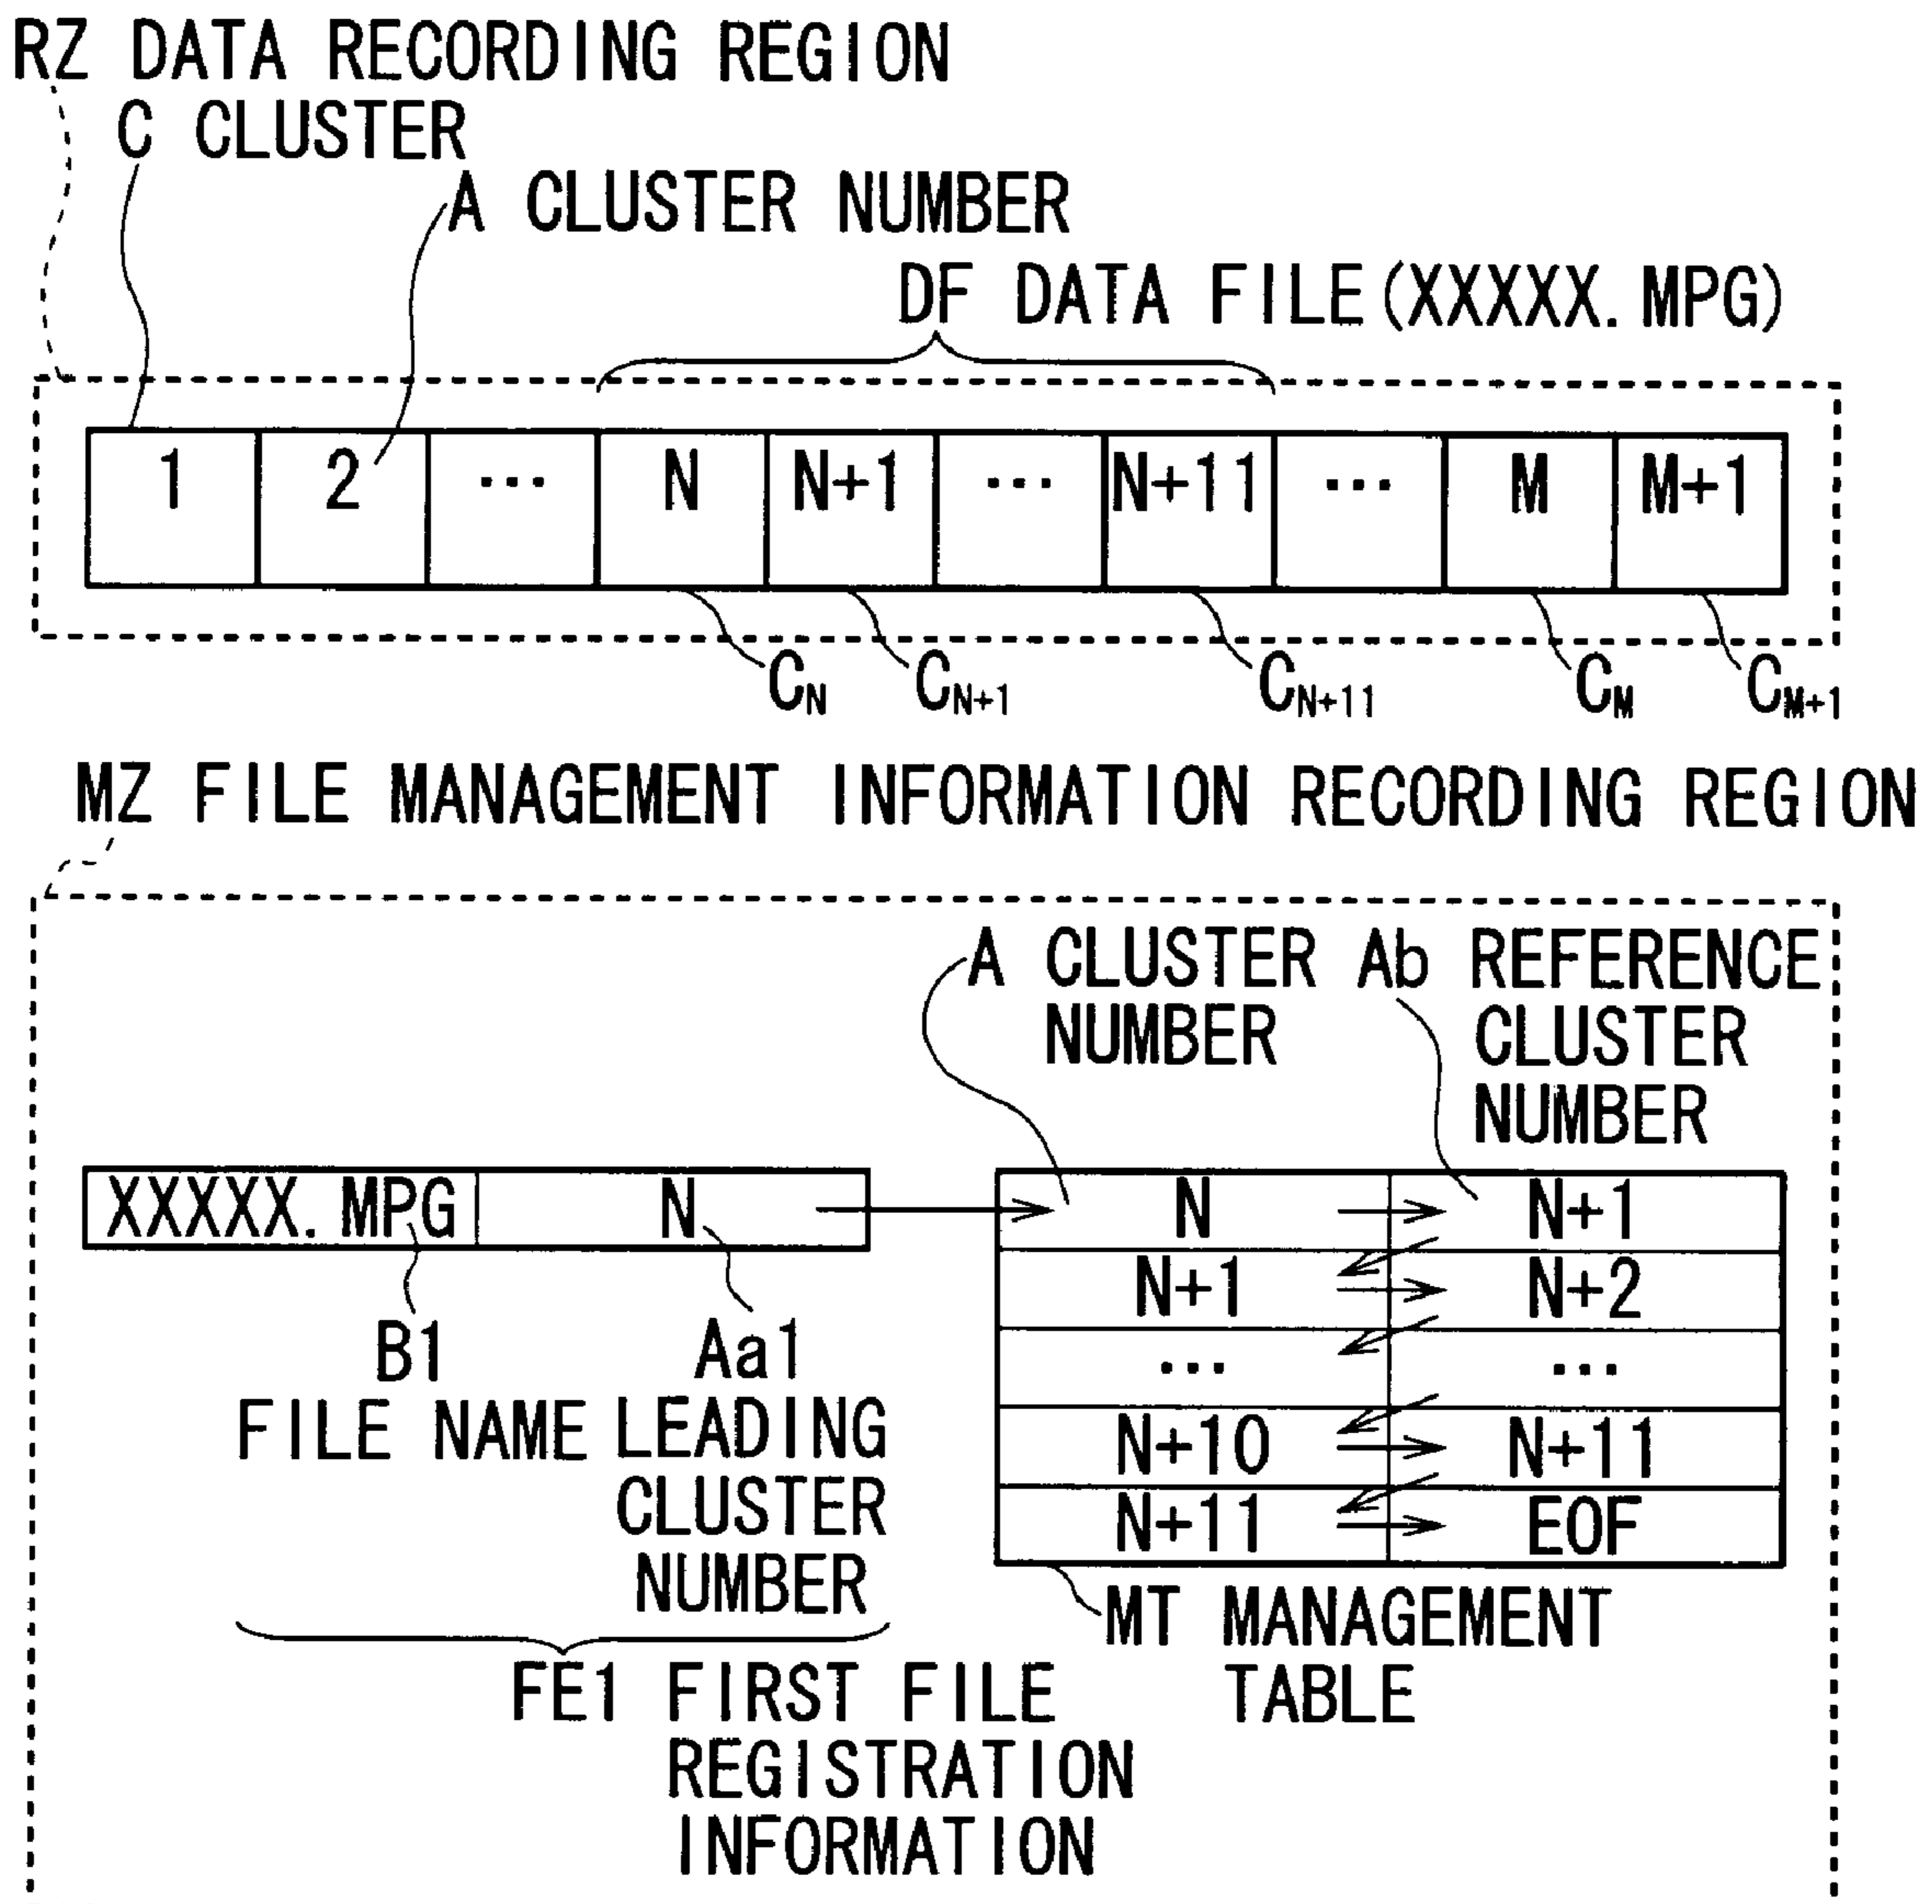 RZ DATA RECORDING REGION
C CLUSTER
A CLUSTER NUMBER
DF DATA FILE(XXXXX.MPG)
1 2 ... N N+1 ... N+11 ... M M+1
CN CN+1 CN+11 CM CM+1
MZ FILE MANAGEMENT INFORMATION RECORDING REGION
A CLUSTER NUMBER
Ab REFERENCE CLUSTER NUMBER
XXXXX.MPG N
N N+1
N+1 N+2
... ...
N+10 N+11
N+11 EOF
B1
FILE NAME
Aa1
LEADING
CLUSTER
NUMBER
MT MANAGEMENT
TABLE
FE1 FIRST FILE
REGISTRATION
INFORMATION